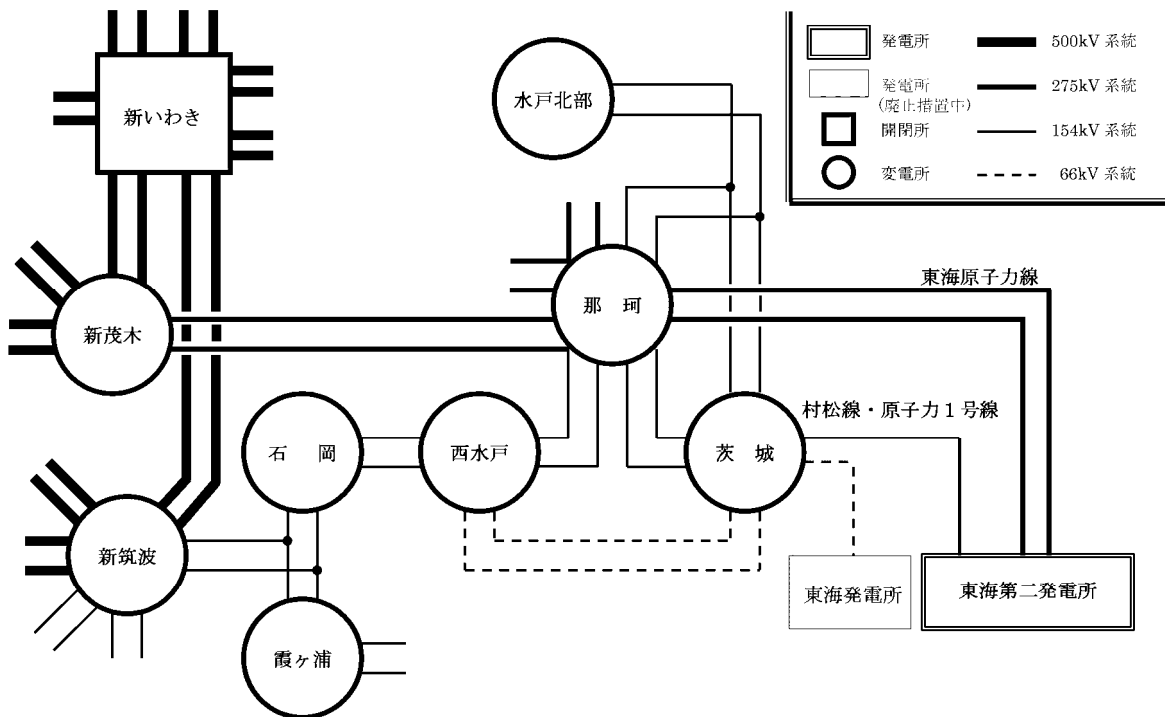 新いわき
水戸北部
発電所
500kV 系統
発電所
(廃止措置中)
275kV 系統
開閉所
154kV 系統
変電所
66kV 系統
新茂木
那 珂
東海原子力線
石 岡
西水戸
茨 城
村松線・原子力1号線
新筑波
東海発電所
東海第二発電所
霞ヶ浦